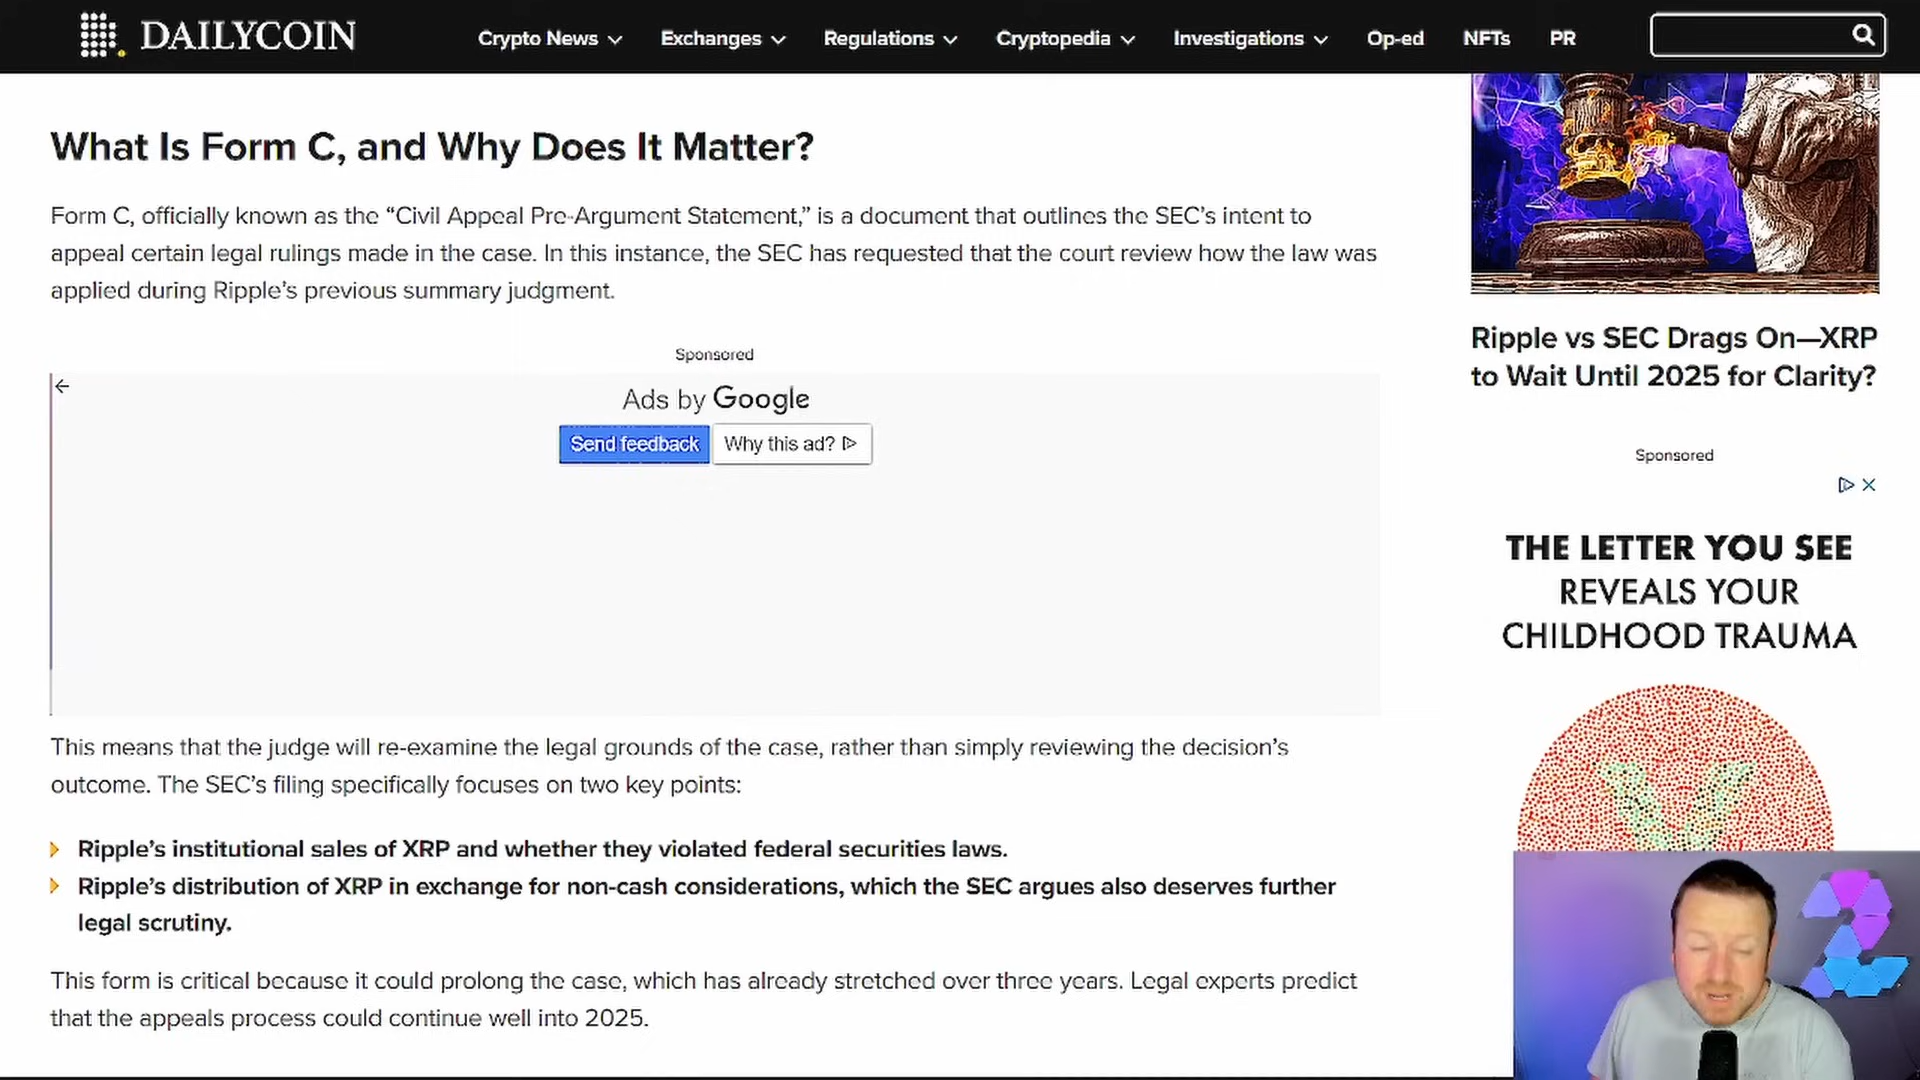 DAILYCOIN
Crypto News Exchanges Regulations Cryptopedia Investigations Op-ed NFTs PR
What Is Form C, and Why Does It Matter?
Form C, officially known as the “Civil Appeal Pre-Argument Statement,” is a document that outlines the SEC’s intent to
appeal certain legal rulings made in the case. In this instance, the SEC has requested that the court review how the law was
applied during Ripple’s previous summary judgment.
Sponsored
Ads by Google
Send feedback Why this ad?
This means that the judge will re-examine the legal grounds of the case, rather than simply reviewing the decision’s
outcome. The SEC’s filing specifically focuses on two key points:
Ripple’s institutional sales of XRP and whether they violated federal securities laws.
Ripple’s distribution of XRP in exchange for non-cash considerations, which the SEC argues also deserves further
legal scrutiny.
This form is critical because it could prolong the case, which has already stretched over three years. Legal experts predict
that the appeals process could continue well into 2025.
Ripple vs SEC Drags On—XRP
to Wait Until 2025 for Clarity?
Sponsored
THE LETTER YOU SEE
REVEALS YOUR
CHILDHOOD TRAUMA